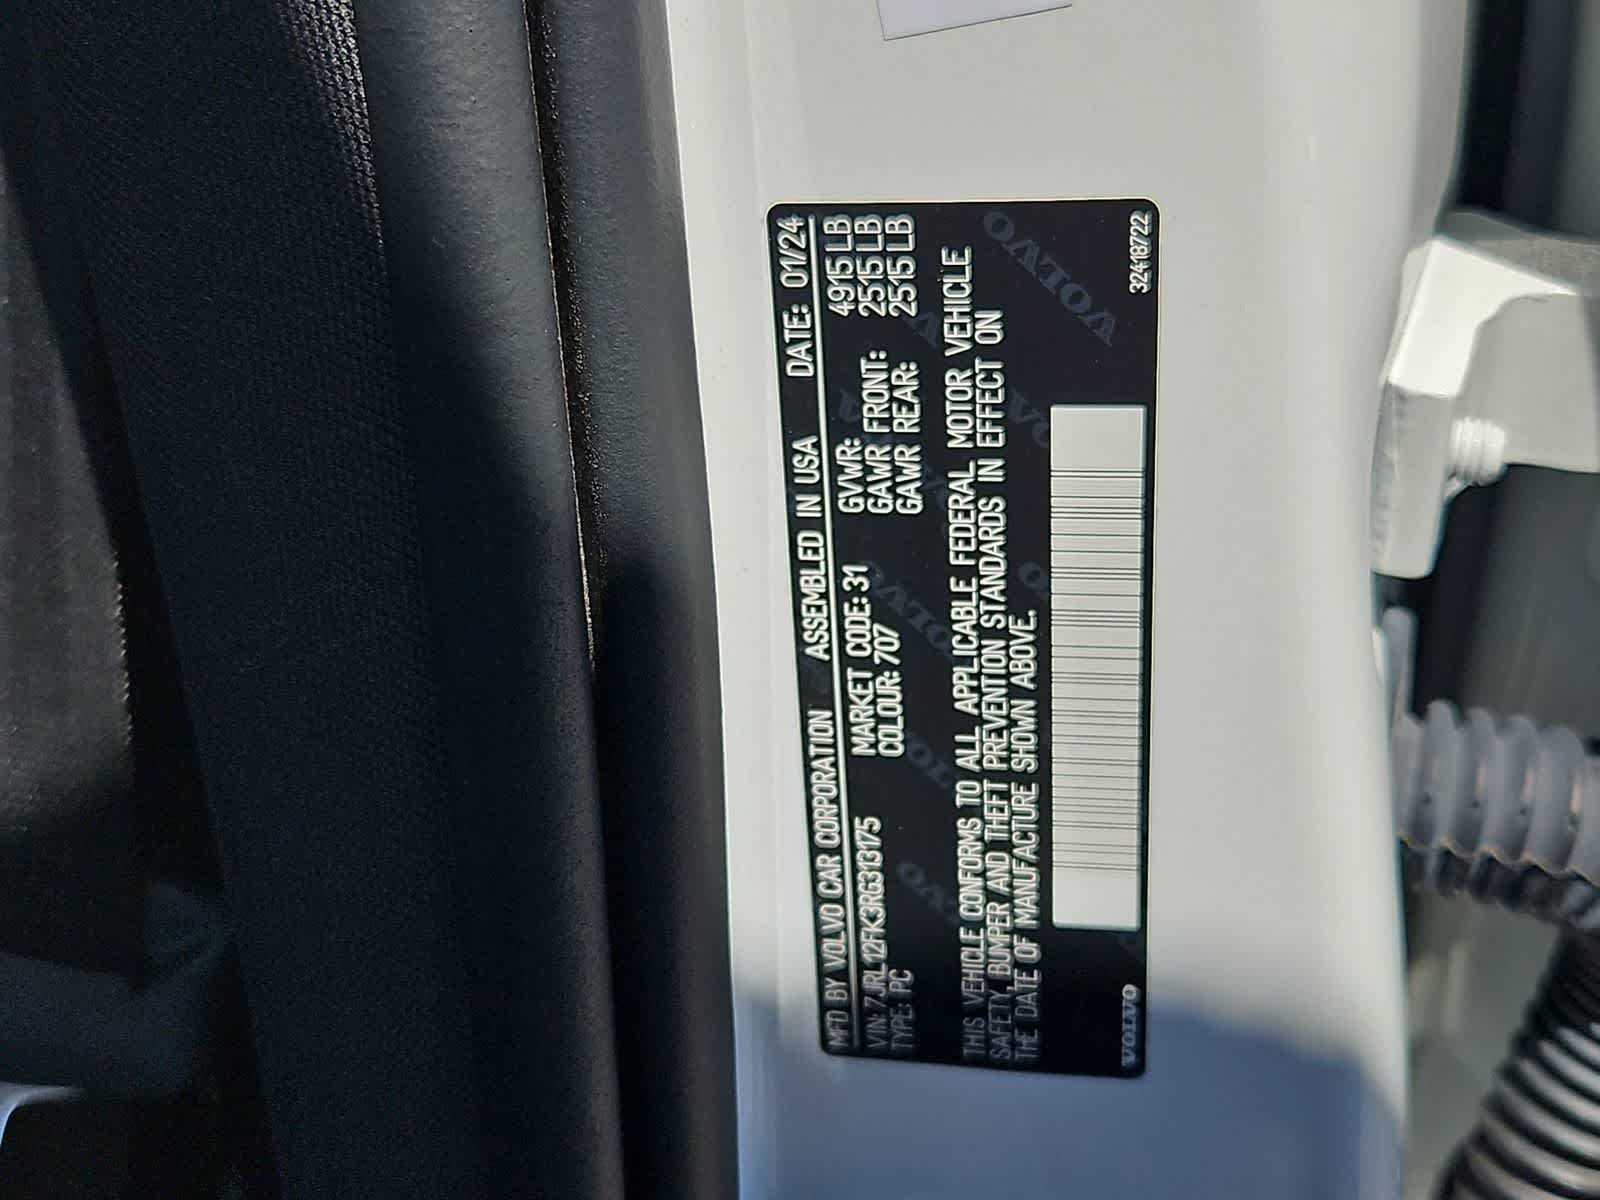 MFD BY VOLVO CAR CORPORATION ASSEMBLED IN USA DATE: 01/24
VIN: 7JRL12FK3RG313175 MARKET CODE: 31 GVWR: 4915 LB
TYPE: PC COLOUR: 707 GAWR FRONT: 2515 LB
GAWR REAR: 2515 LB
THIS VEHICLE CONFORMS TO ALL APPLICABLE FEDERAL MOTOR VEHICLE
SAFETY, BUMPER AND THEFT PREVENTION STANDARDS IN EFFECT ON
THE DATE OF MANUFACTURE SHOWN ABOVE.
VOLVO 32418722